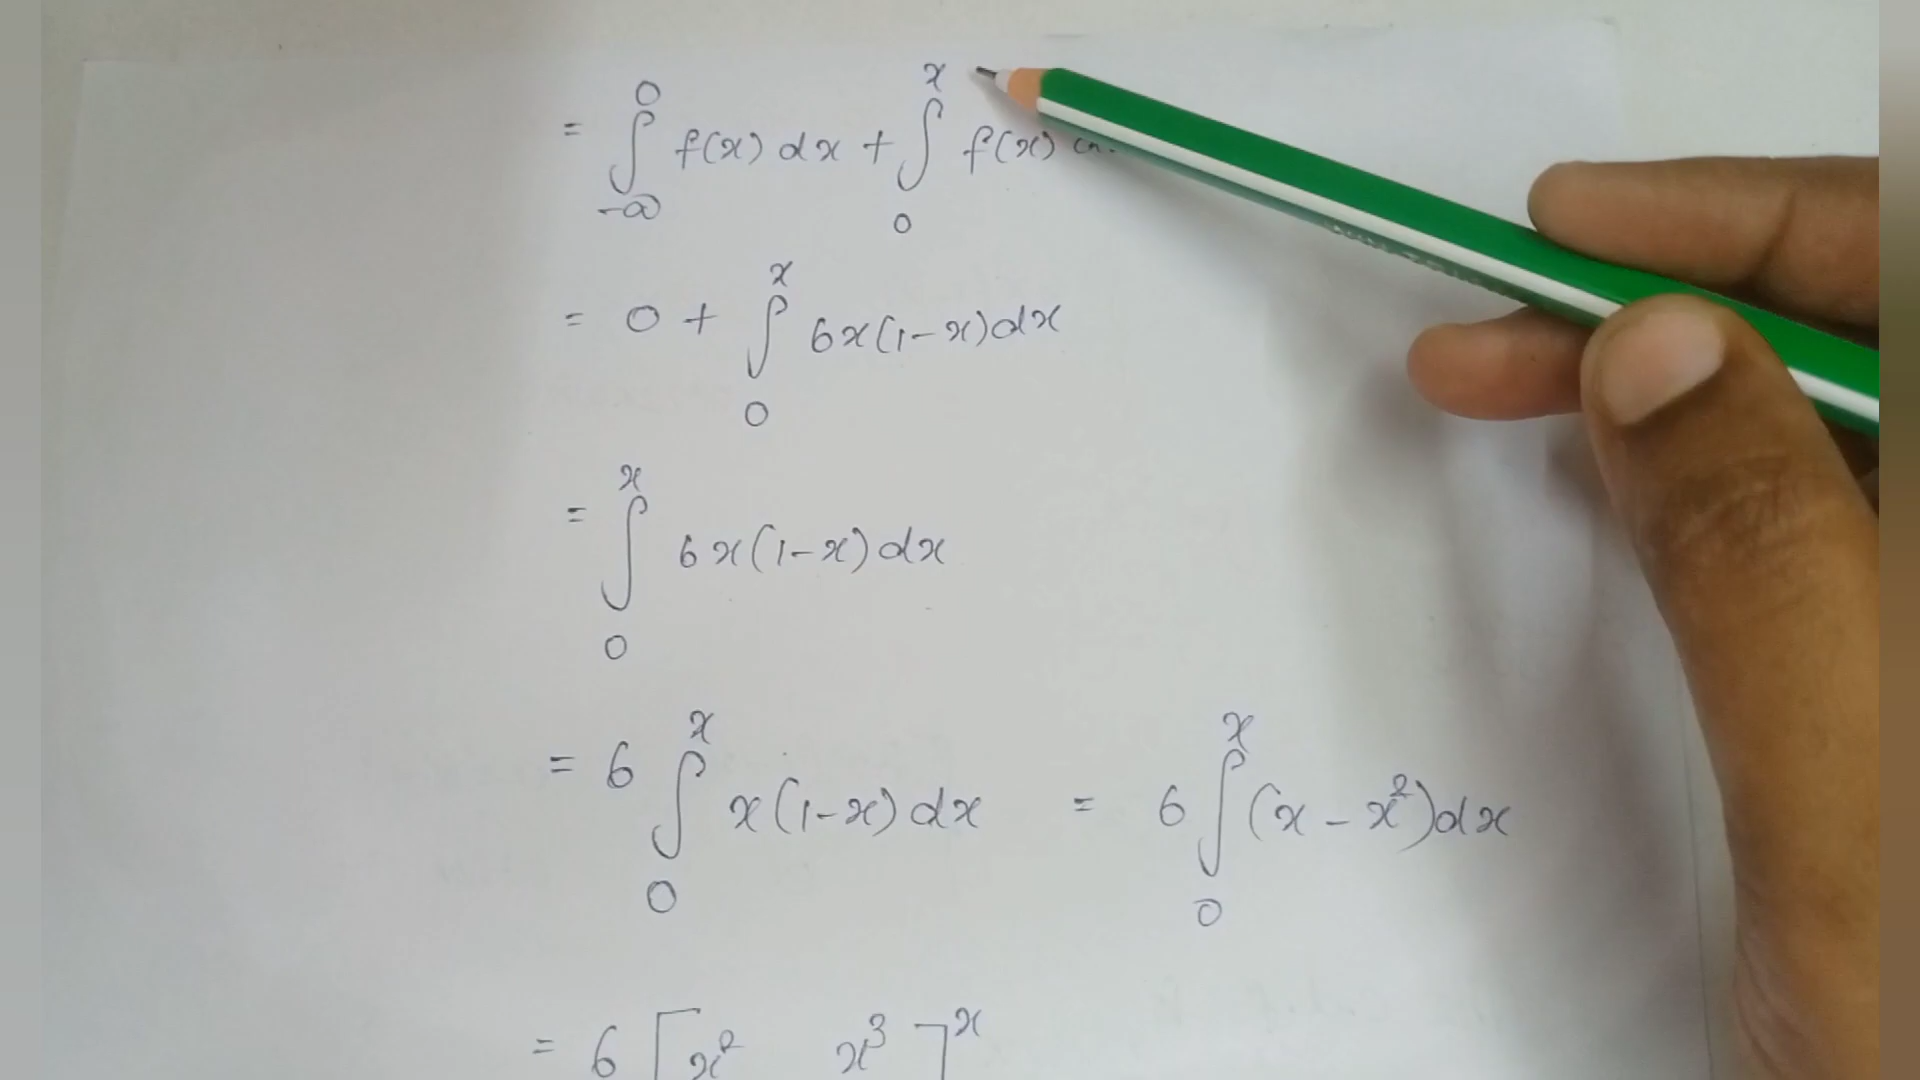 = ∫_{-∞}^{0} f(x) dx + ∫_{0}^{x} f(x)
= 0 + ∫_{0}^{x} 6x(1-x)dx
= ∫_{0}^{x} 6x(1-x)dx
= 6 ∫_{0}^{x} x(1-x)dx = 6 ∫_{0}^{x} (x - x²)dx
= 6 [x² x³]^x